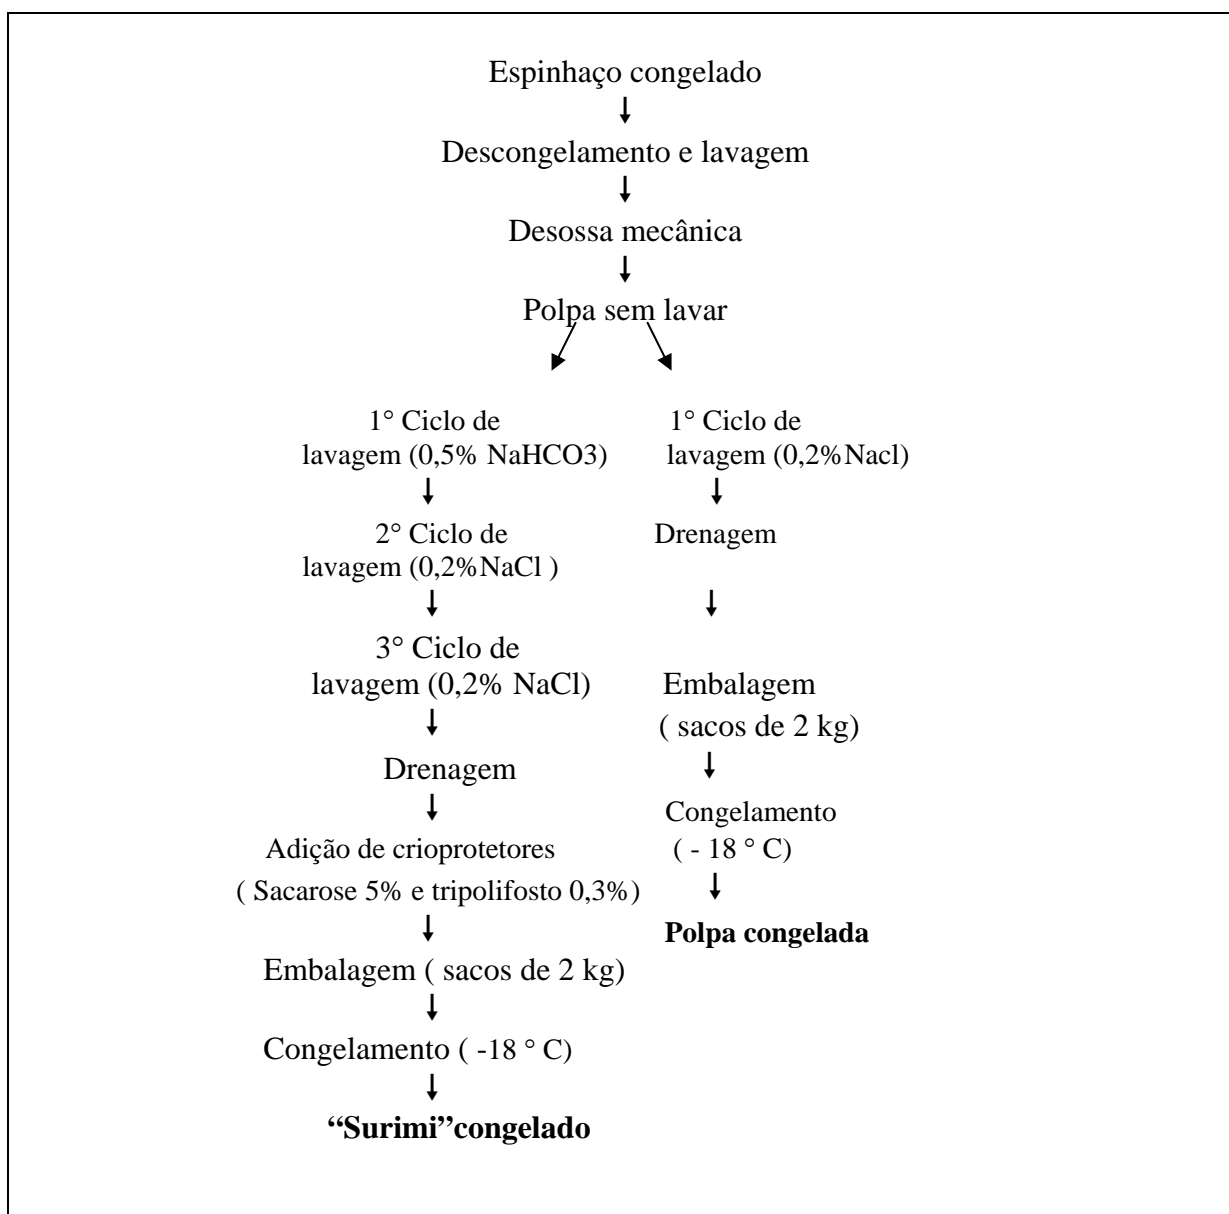 Espinhaço congelado
Descongelamento e lavagem
Desossa mecânica
Polpa sem lavar
1° Ciclo de
lavagem (0,5% NaHCO3)
2° Ciclo de
lavagem (0,2%NaCl )
3° Ciclo de
lavagem (0,2% NaCl)
Drenagem
Adição de crioprotetores
( Sacarose 5% e tripolifosto 0,3%)
Embalagem ( sacos de 2 kg)
Congelamento ( -18 ° C)
“Surimi”congelado
1° Ciclo de
lavagem (0,2%Nacl)
Drenagem
Embalagem
( sacos de 2 kg)
Congelamento
( - 18 ° C)
Polpa congelada